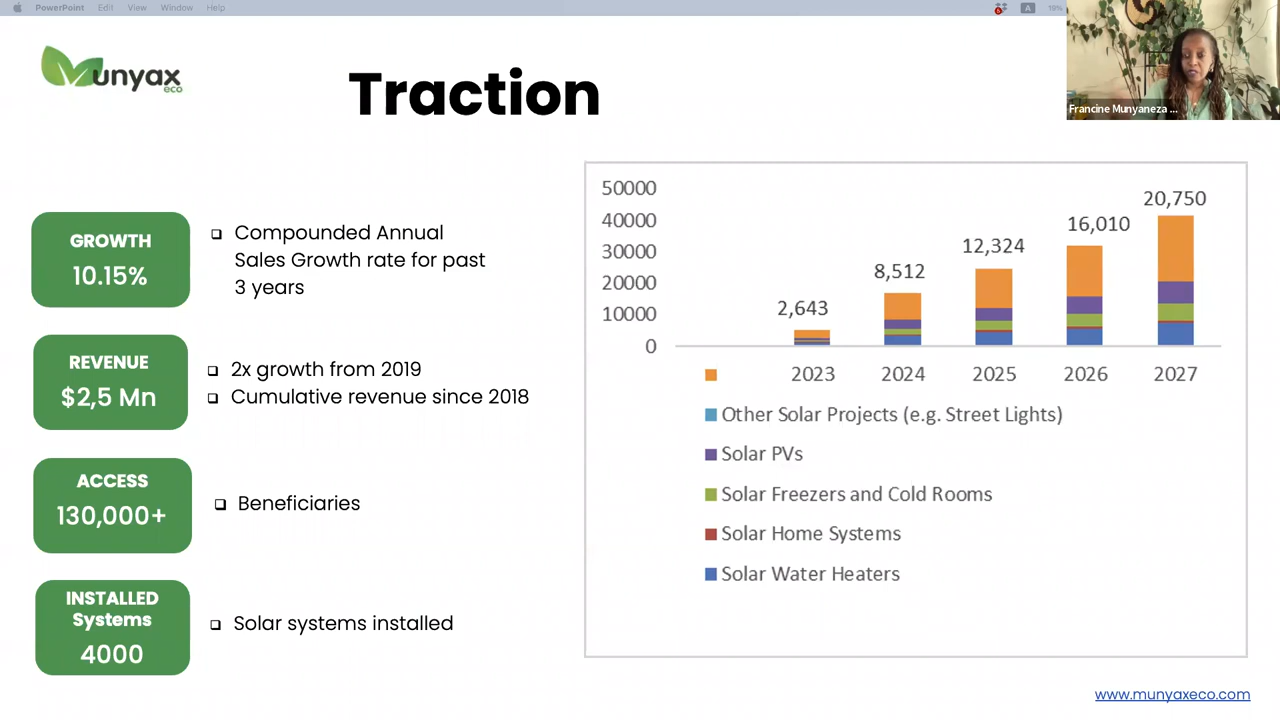 PowerPoint Edit View Window Help
A 19%
Munyax
eco
Traction
Francine Munyaneza ...
GROWTH
10.15%
❑ Compounded Annual
Sales Growth rate for past
3 years
REVENUE
$2,5 Mn
❑ 2x growth from 2019
❑ Cumulative revenue since 2018
ACCESS
130,000+
❑ Beneficiaries
INSTALLED
Systems
4000
❑ Solar systems installed
50000
40000
30000
20000
10000
0
2,643
8,512
12,324
16,010
20,750
2023 2024 2025 2026 2027
Other Solar Projects (e.g. Street Lights)
Solar PVs
Solar Freezers and Cold Rooms
Solar Home Systems
Solar Water Heaters
www.munyaxeco.com